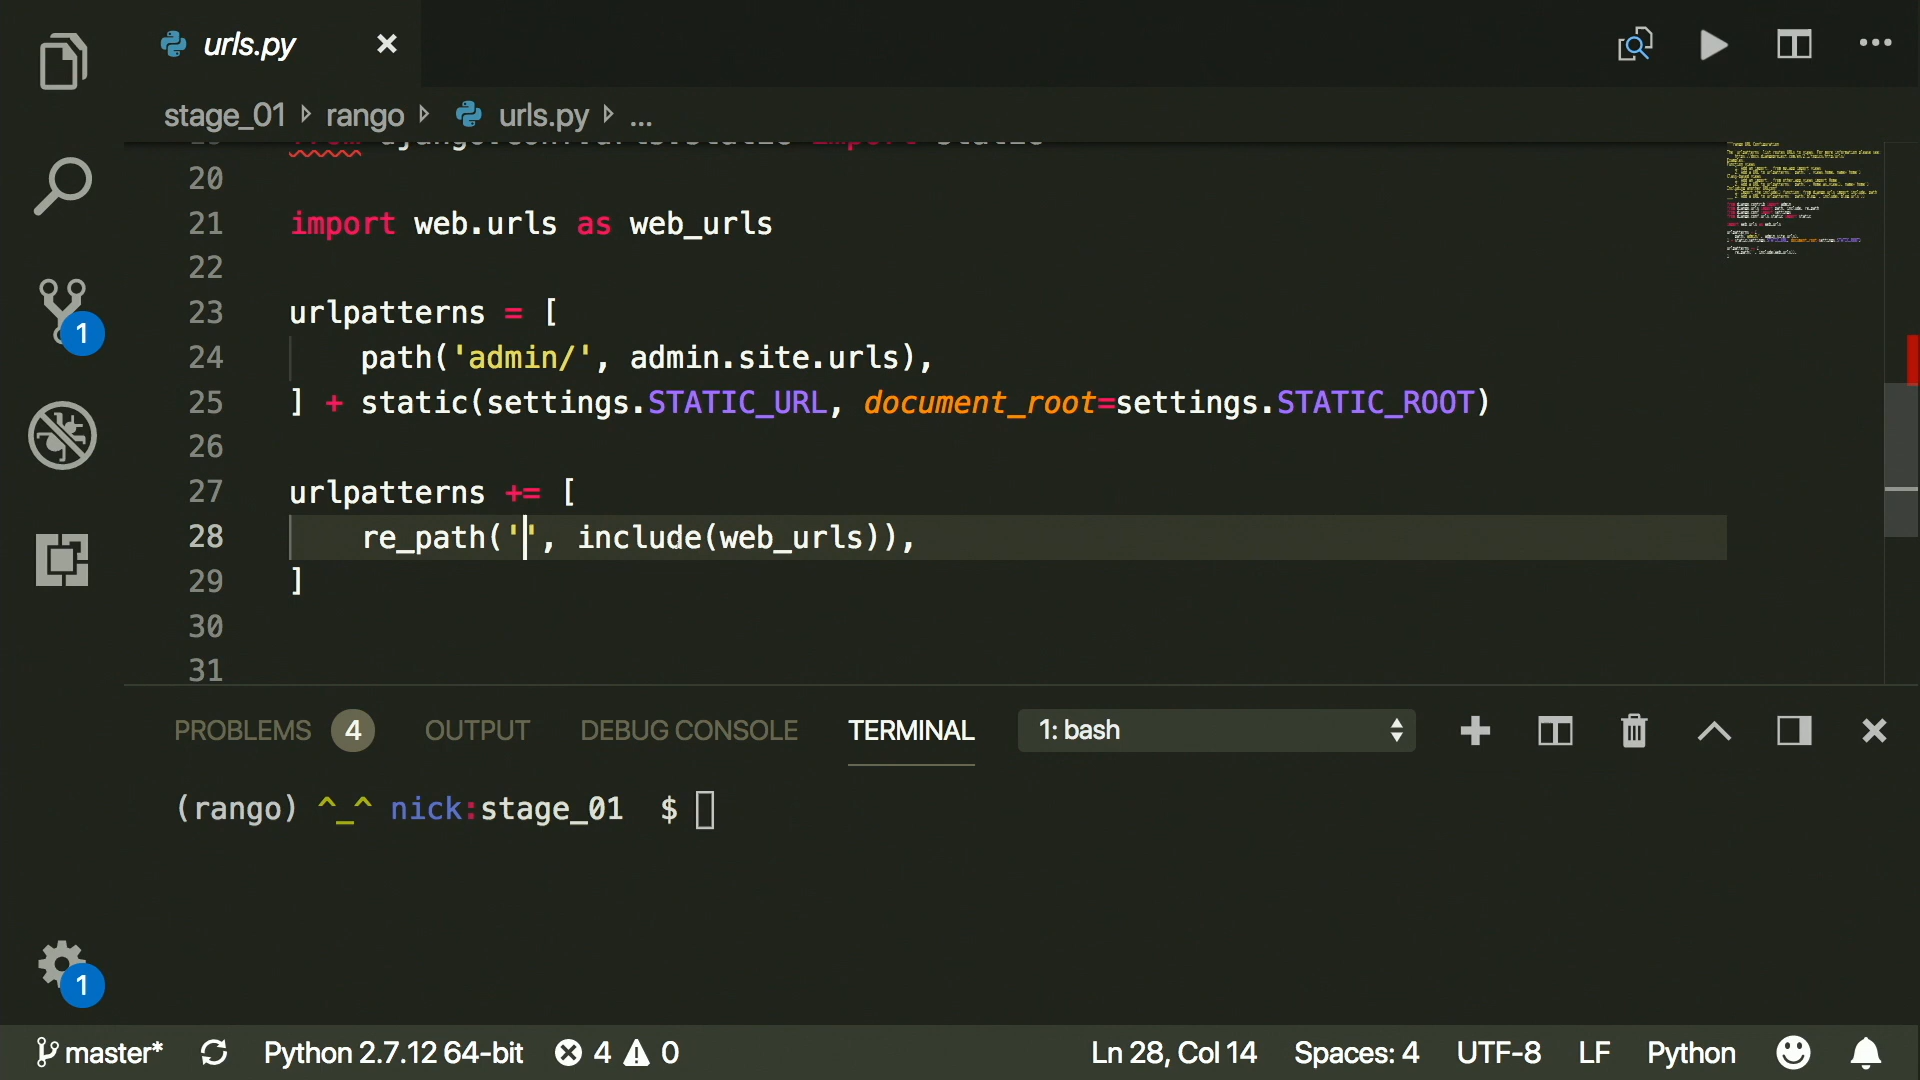 urls.py
stage_01 rango urls.py ...
20
21 import web.urls as web_urls
22
23 urlpatterns = [
24 path('admin/', admin.site.urls),
25 ] + static(settings.STATIC_URL, document_root=settings.STATIC_ROOT)
26
27 urlpatterns += [
28 re_path('', include(web_urls)),
29 ]
30
31
1
PROBLEMS 4 OUTPUT DEBUG CONSOLE TERMINAL 1: bash
(rango) ^_^ nick:stage_01 $
1
master* Python 2.7.12 64-bit 4 0 Ln 28, Col 14 Spaces: 4 UTF-8 LF Python